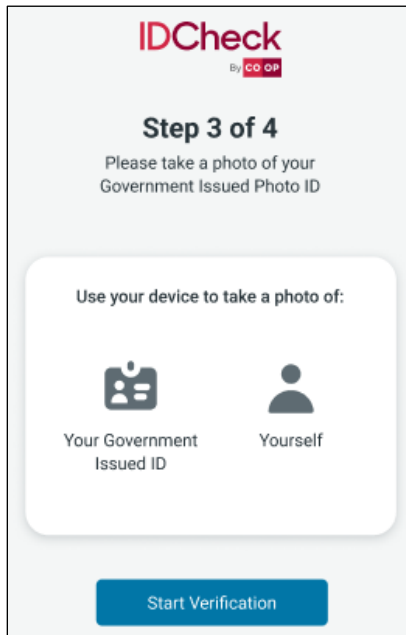 IDCheck
By CO OP
Step 3 of 4
Please take a photo of your
Government Issued Photo ID
Use your device to take a photo of:
Your Government
Issued ID
Yourself
Start Verification